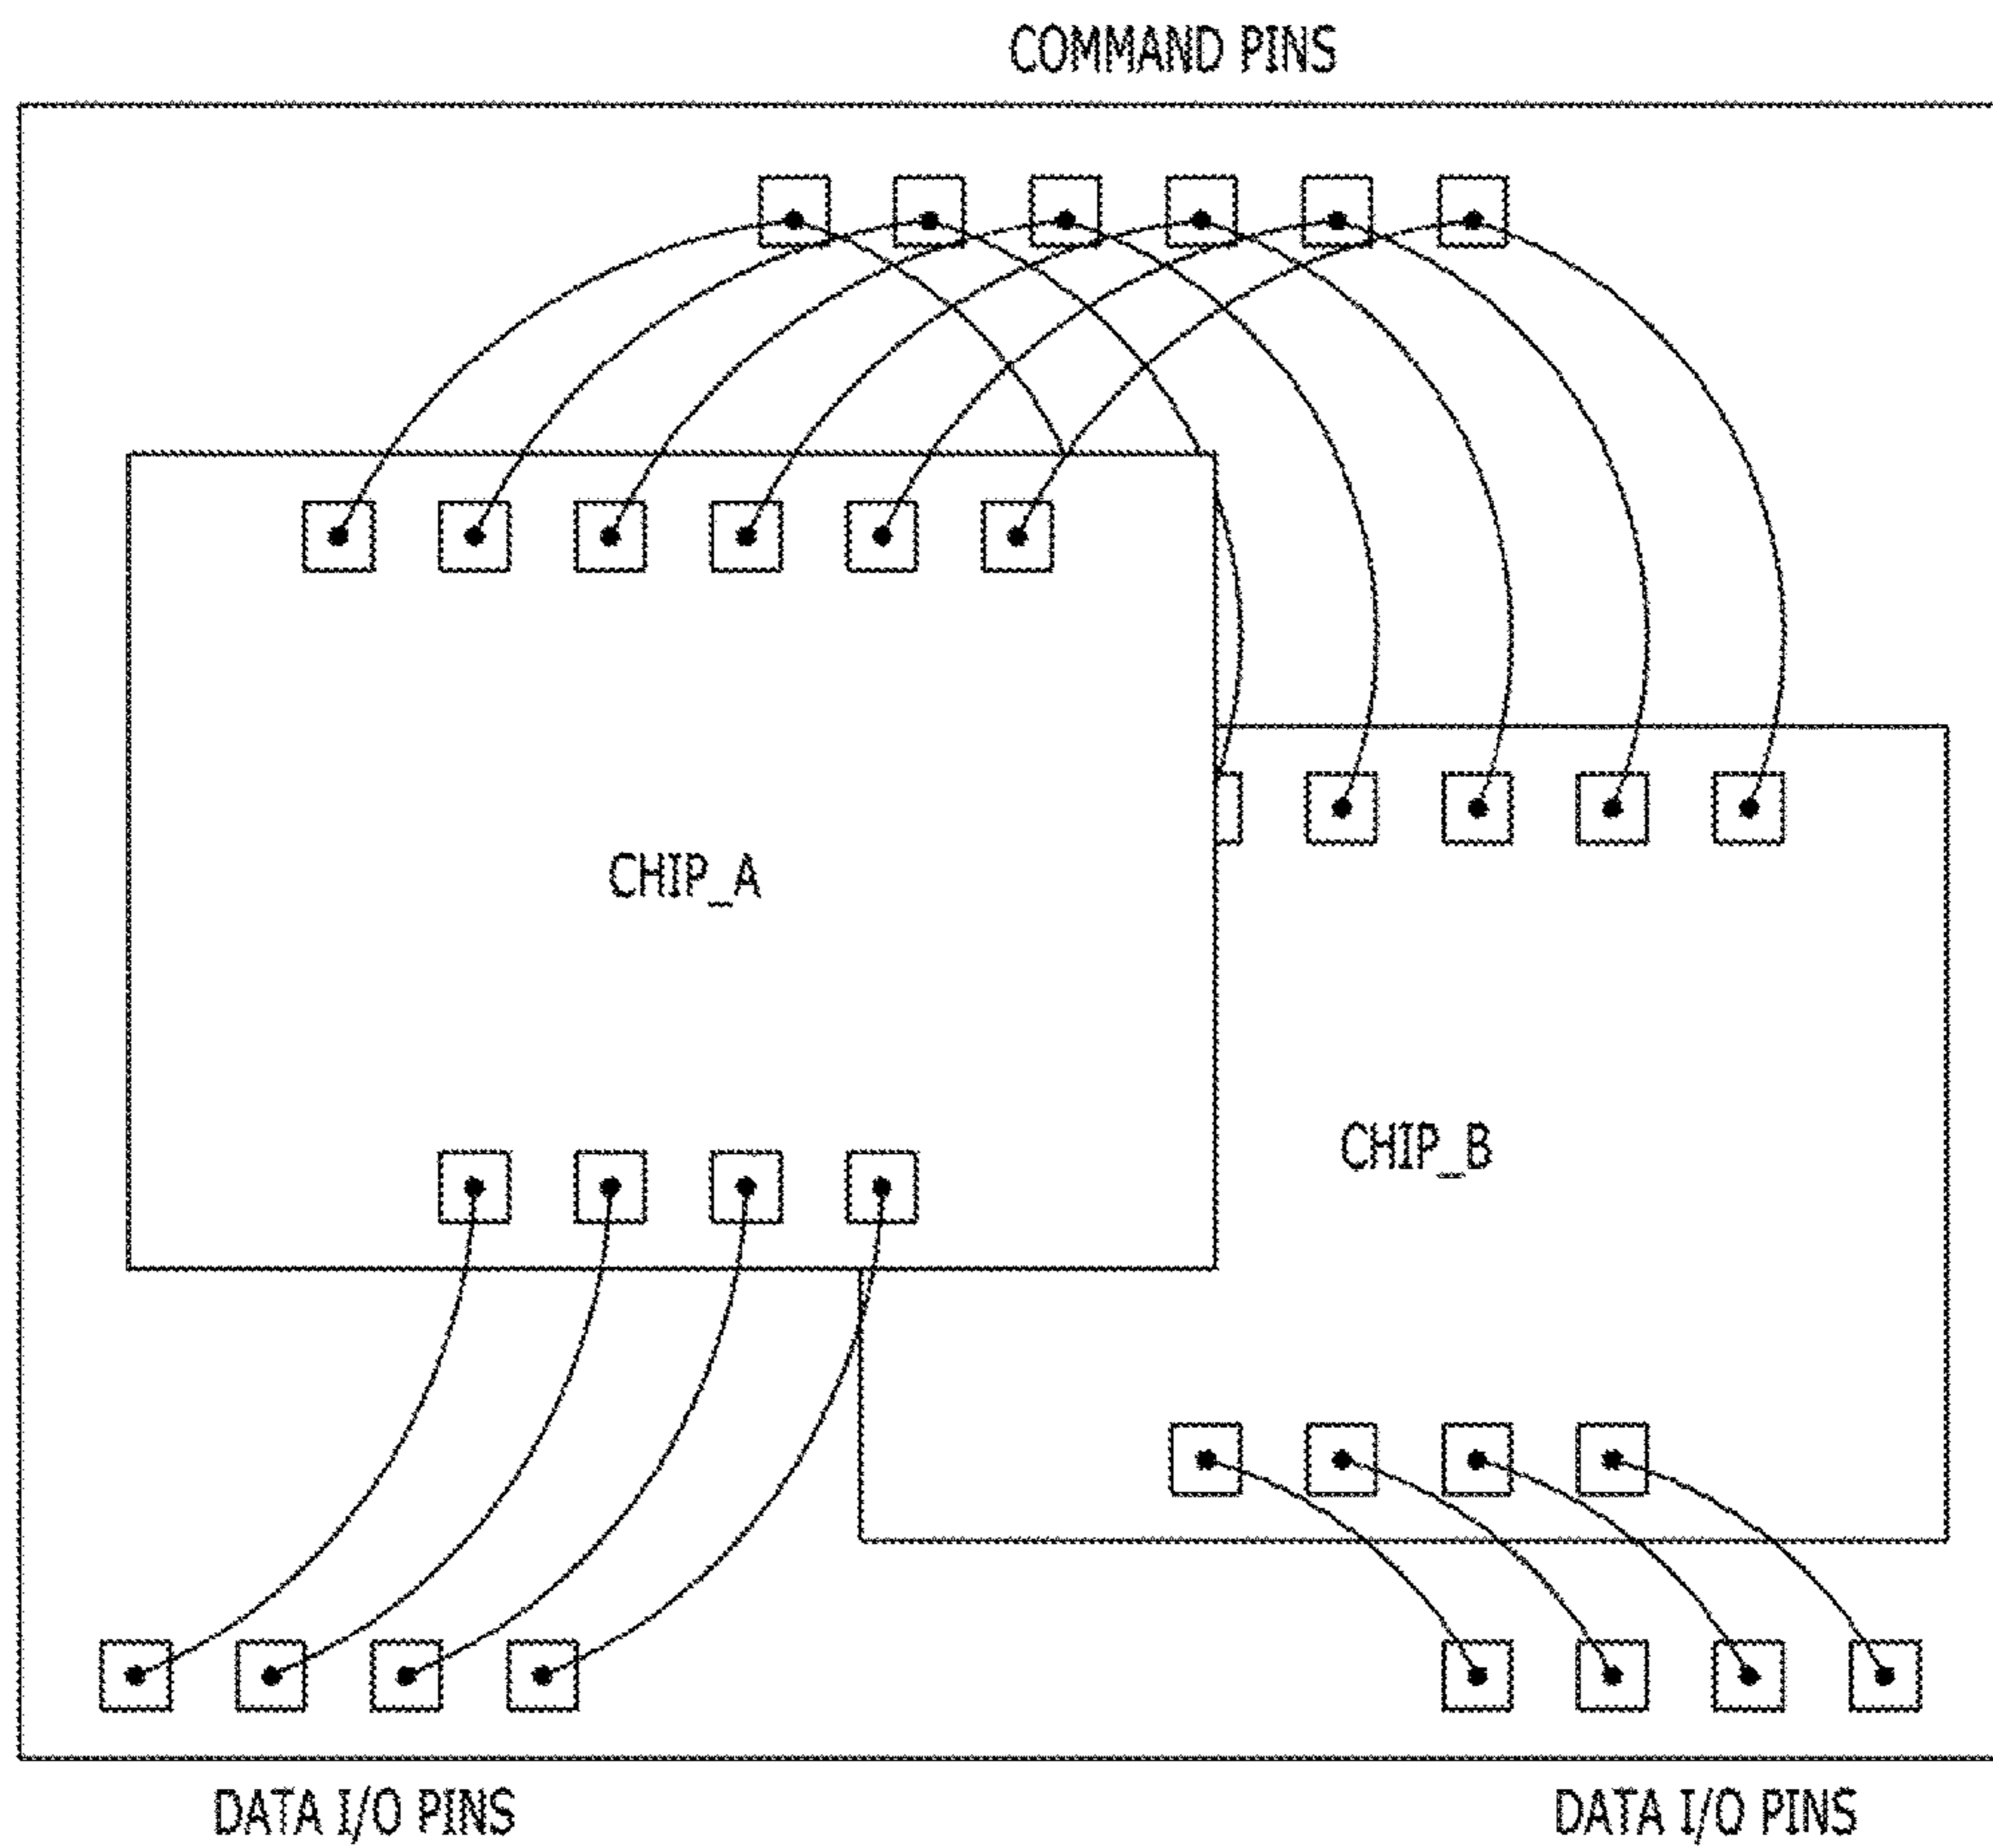 COMMAND PINS
CHIP_A
CHIP_B
DATA I/O PINS
DATA I/O PINS